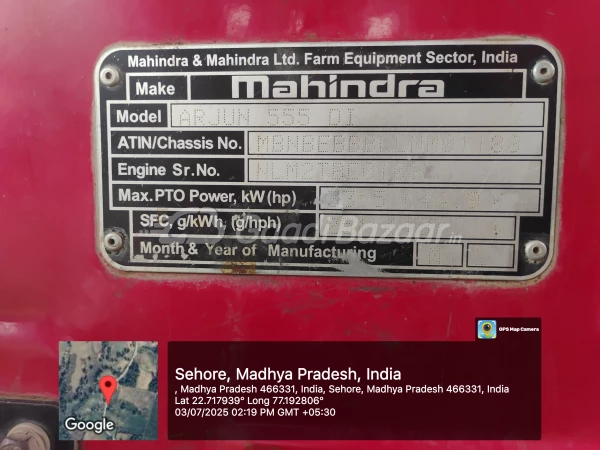 Mahindra & Mahindra Ltd. Farm Equipment Sector, India
Make Mahindra
Model ARJUN 555 DI
ATIN/Chassis No.
Engine Sr.No.
Max.PTO Power, kW(hp)
SFC, g/kWh, (g/hph)
Month & Year of Manufacturing
GaadiBazaar.in
GPS Map Camera
Sehore, Madhya Pradesh, India
, Madhya Pradesh 466331, India, Sehore, Madhya Pradesh 466331, India
Lat 22.717939° Long 77.192806°
03/07/2025 02:19 PM GMT +05:30
Google